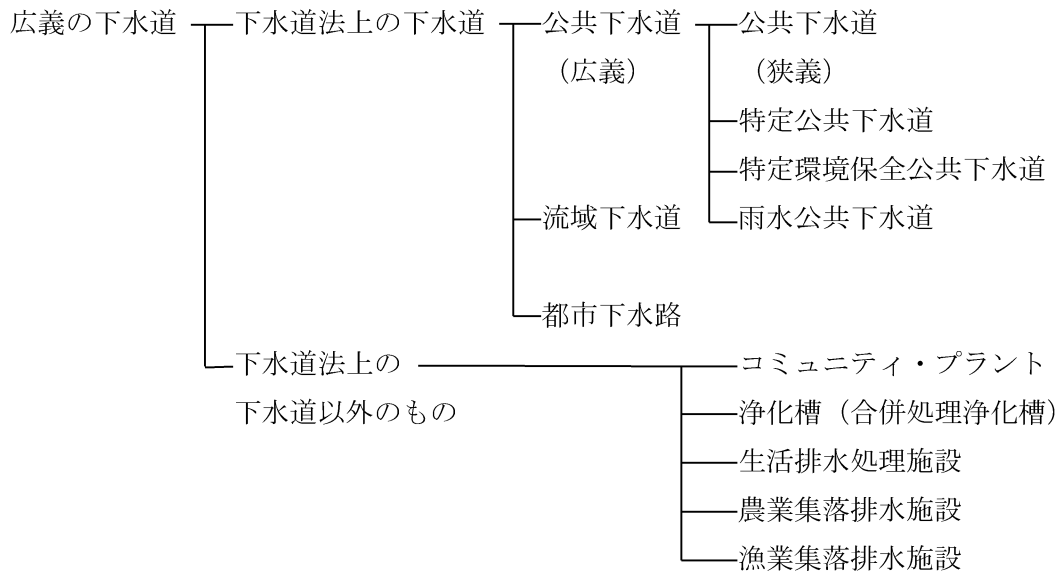 広義の下水道 下水道法上の下水道 公共下水道 公共下水道
（広義） （狭義）
特定公共下水道
特定環境保全公共下水道
流域下水道 雨水公共下水道
都市下水路
下水道法上の コミュニティ・プラント
下水道以外のもの 浄化槽（合併処理浄化槽）
生活排水処理施設
農業集落排水施設
漁業集落排水施設